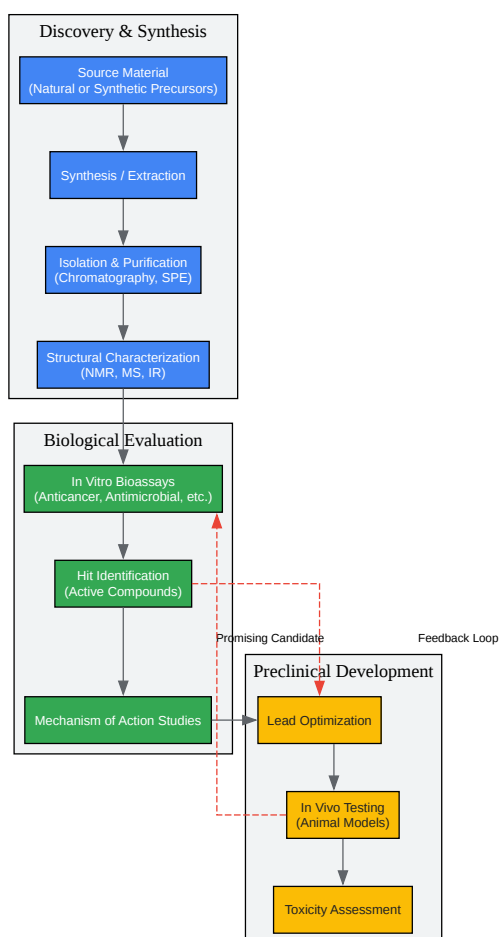 Discovery & Synthesis
Source Material
(Natural or Synthetic Precursors)
Synthesis / Extraction
Isolation & Purification
(Chromatography, SPE)
Structural Characterization
(NMR, MS, IR)
Biological Evaluation
In Vitro Bioassays
(Anticancer, Antimicrobial, etc.)
Hit Identification
(Active Compounds)
Promising Candidate
Feedback Loop
Preclinical Development
Mechanism of Action Studies
Lead Optimization
In Vivo Testing
(Animal Models)
Toxicity Assessment